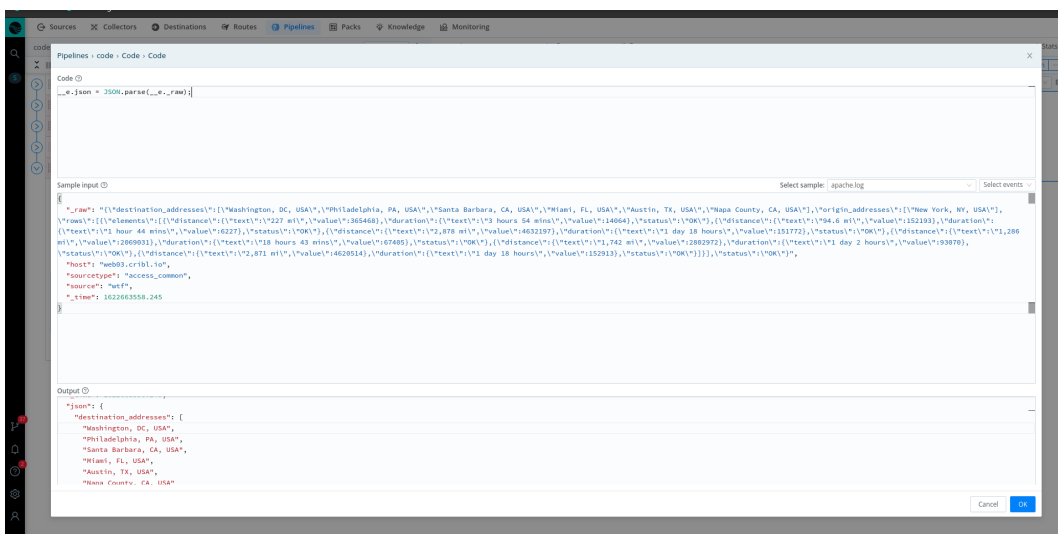 Sources Collectors Destinations Routes Pipelines Packs Knowledge Monitoring
code
Stats
Pipelines › code › Code › Code
Code
__e.json = JSON.parse(__e._raw);
Sample input
Select sample: apache.log
Select events
{
"_raw": "{\"destination_addresses\":[\"Washington, DC, USA\",\"Philadelphia, PA, USA\",\"Santa Barbara, CA, USA\",\"Miami, FL, USA\",\"Austin, TX, USA\",\"Napa County, CA, USA\"],\"origin_addresses\":[\"New York, NY, USA\"],
\"rows\":[{\"elements\":[{\"distance\":{\"text\":\"227 mi\",\"value\":365468},\"duration\":{\"text\":\"3 hours 54 mins\",\"value\":14064},\"status\":\"OK\"},{\"distance\":{\"text\":\"94.6 mi\",\"value\":152193},\"duration\":
{\"text\":\"1 hour 44 mins\",\"value\":6227},\"status\":\"OK\"},{\"distance\":{\"text\":\"2,878 mi\",\"value\":4632197},\"duration\":{\"text\":\"1 day 18 hours\",\"value\":151772},\"status\":\"OK\"},{\"distance\":{\"text\":\"1,286
mi\",\"value\":2069031},\"duration\":{\"text\":\"18 hours 43 mins\",\"value\":67405},\"status\":\"OK\"},{\"distance\":{\"text\":\"1,742 mi\",\"value\":2802972},\"duration\":{\"text\":\"1 day 2 hours\",\"value\":93070},
\"status\":\"OK\"},{\"distance\":{\"text\":\"2,871 mi\",\"value\":4620514},\"duration\":{\"text\":\"1 day 18 hours\",\"value\":152913},\"status\":\"OK\"}]}],\"status\":\"OK\"}",
"host": "web03.cribl.io",
"sourcetype": "access_common",
"source": "wtf",
"_time": 1622663558.245
}
Output
"json": {
"destination_addresses": [
"Washington, DC, USA",
"Philadelphia, PA, USA",
"Santa Barbara, CA, USA",
"Miami, FL, USA",
"Austin, TX, USA",
"Napa County, CA, USA"
Cancel OK